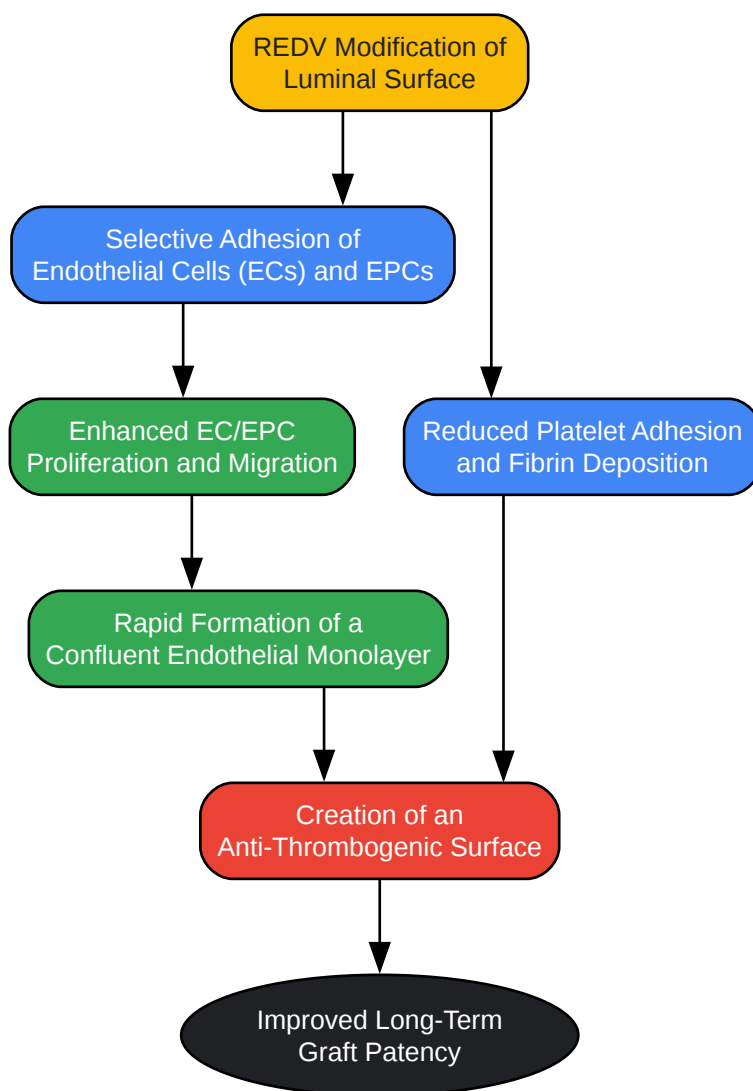 REDV Modification of
Luminal Surface
Selective Adhesion of
Endothelial Cells (ECs) and EPCs
Enhanced EC/EPC
Proliferation and Migration
Reduced Platelet Adhesion
and Fibrin Deposition
Rapid Formation of a
Confluent Endothelial Monolayer
Creation of an
Anti-Thrombogenic Surface
Improved Long-Term
Graft Patency